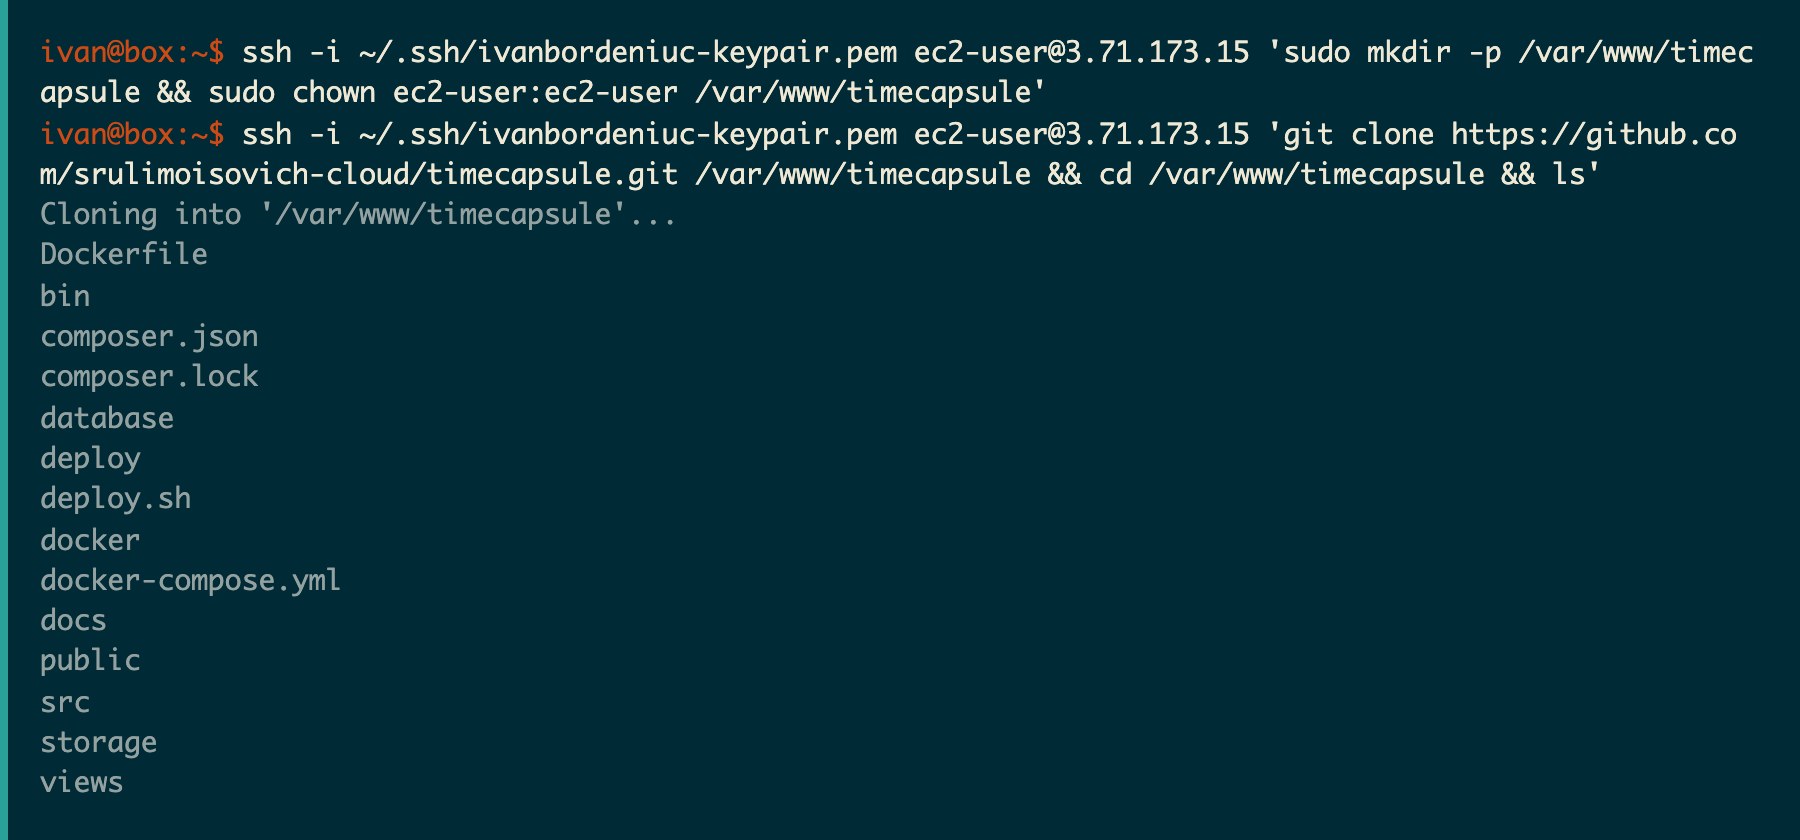 ivan@box:~$ ssh -i ~/.ssh/ivanbordeniuc-keypair.pem ec2-user@3.71.173.15 'sudo mkdir -p /var/www/timec
apsule && sudo chown ec2-user:ec2-user /var/www/timecapsule'
ivan@box:~$ ssh -i ~/.ssh/ivanbordeniuc-keypair.pem ec2-user@3.71.173.15 'git clone https://github.co
m/srulimoisovich-cloud/timecapsule.git /var/www/timecapsule && cd /var/www/timecapsule && ls'
Cloning into '/var/www/timecapsule'...
Dockerfile
bin
composer.json
composer.lock
database
deploy
deploy.sh
docker
docker-compose.yml
docs
public
src
storage
views